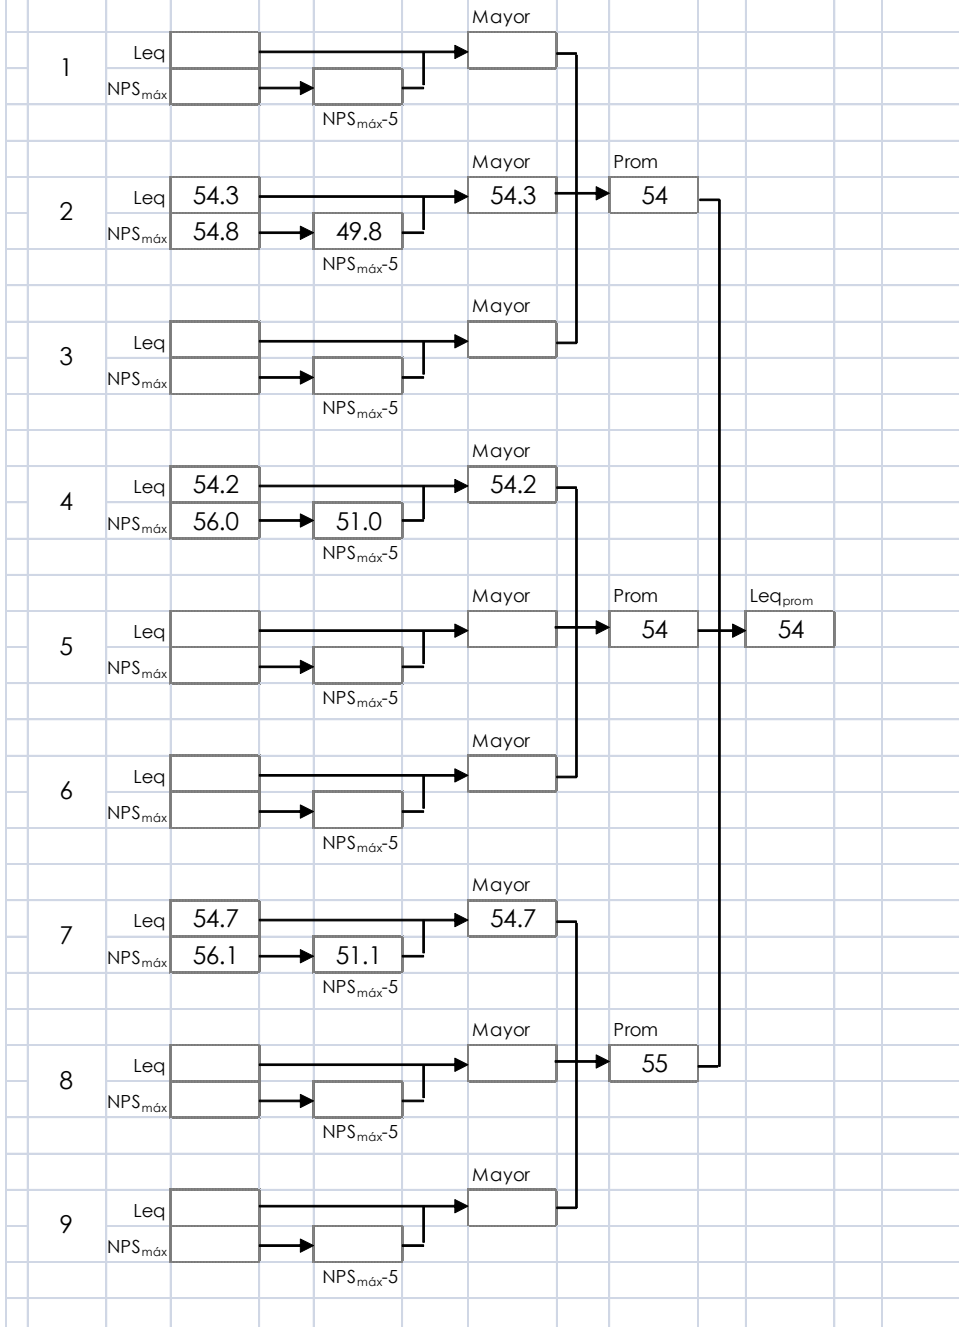 Mayor
1 Leq
NPSmáx
NPSmáx-5
Mayor Prom
2 Leq 54.3 54.3 54
NPSmáx 54.8 49.8
NPSmáx-5
Mayor
3 Leq
NPSmáx
NPSmáx-5
Mayor
4 Leq 54.2 54.2
NPSmáx 56.0 51.0
NPSmáx-5
Mayor Prom Leqprom
5 Leq 54 54
NPSmáx
NPSmáx-5
Mayor
6 Leq
NPSmáx
NPSmáx-5
Mayor
7 Leq 54.7 54.7
NPSmáx 56.1 51.1
NPSmáx-5
Mayor Prom
8 Leq 55
NPSmáx
NPSmáx-5
Mayor
9 Leq
NPSmáx
NPSmáx-5